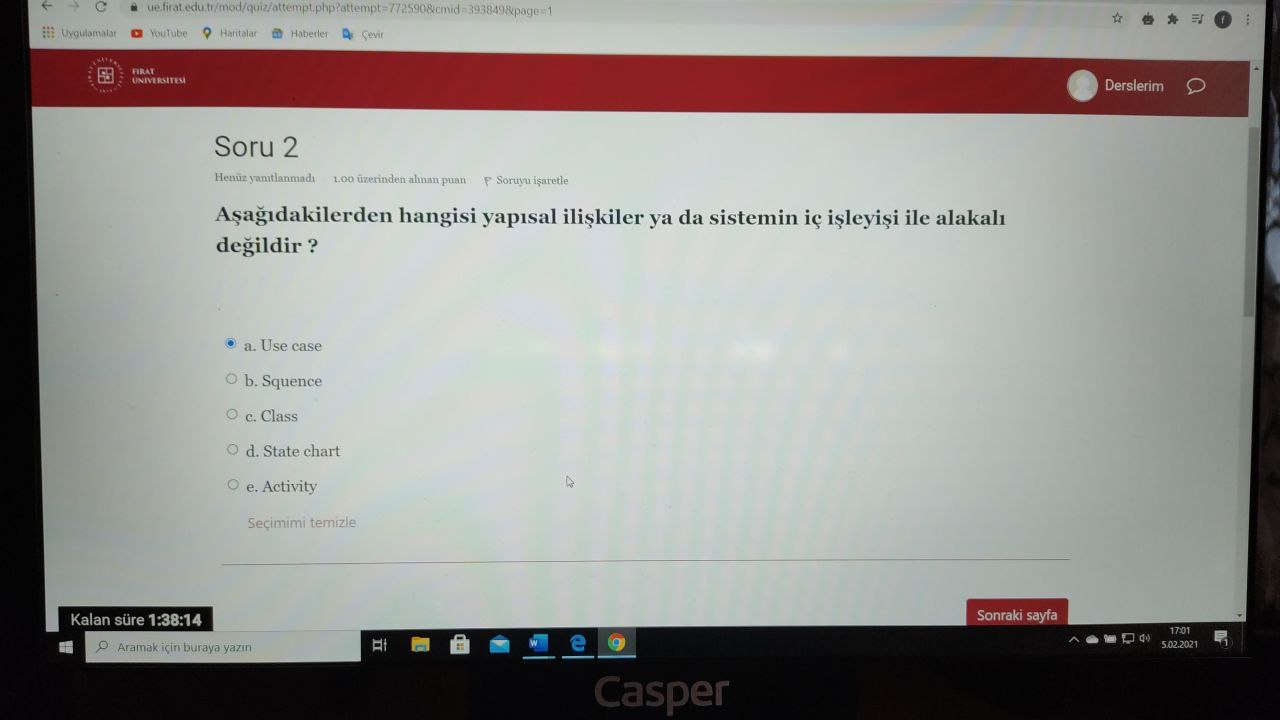 ue.firat.edu.tr/mod/quiz/attempt.php?attempt=772590&cmid=393849&page=1
Uygulamalar YouTube Haritalar Haberler Çevir
FIRAT
ÜNİVERSİTESİ
Derslerim
Soru 2
Henüz yanıtlanmadı 1.00 üzerinden alınan puan Soruyu işaretle
Aşağıdakilerden hangisi yapısal ilişkiler ya da sistemin iç işleyişi ile alakalı
değildir ?
a. Use case
b. Squence
c. Class
d. State chart
e. Activity
Seçimimi temizle
Kalan süre 1:38:14
Sonraki sayfa
Aramak için buraya yazın
17:01
5.02.2021
Casper